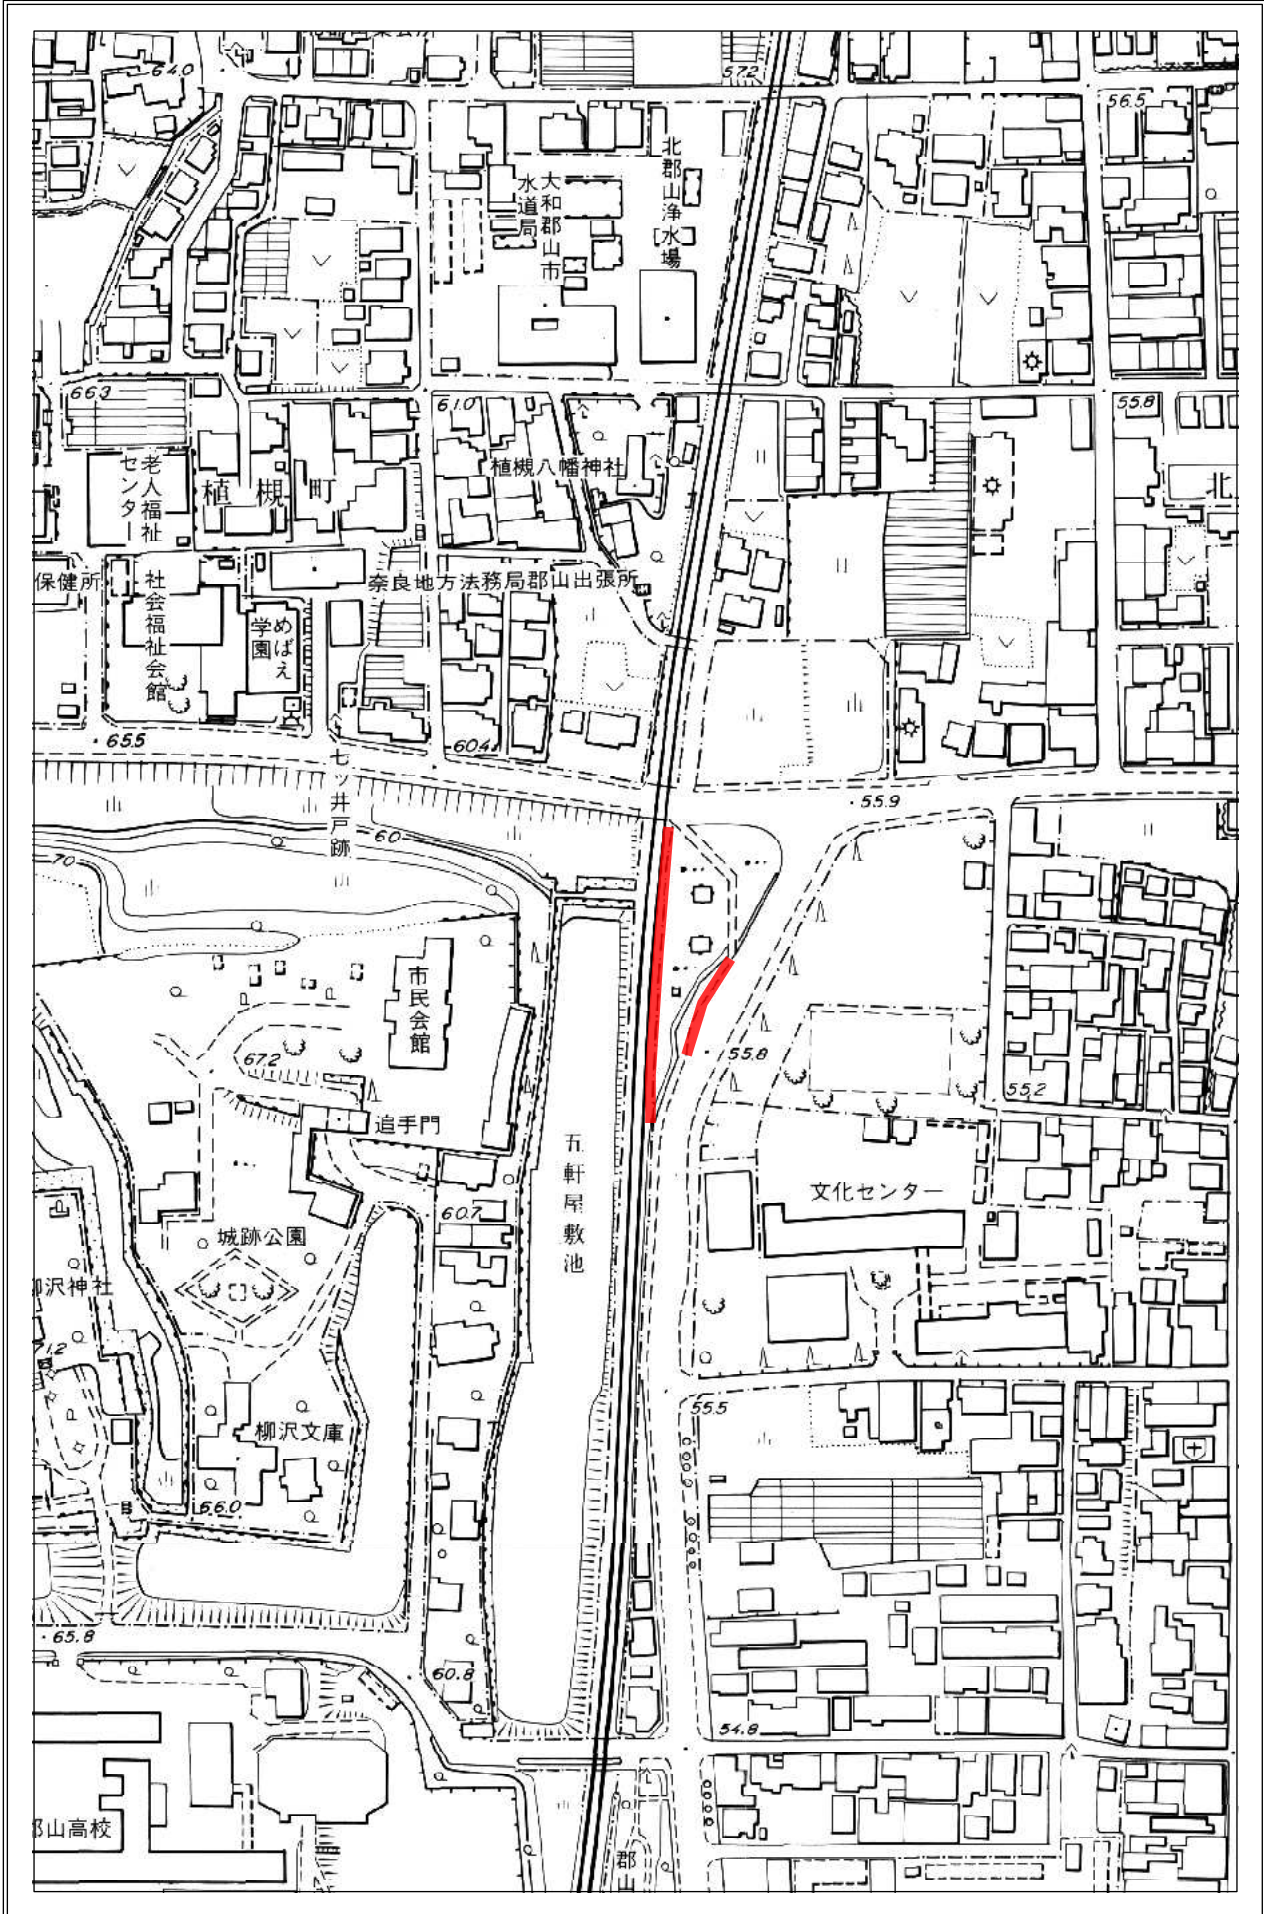 64.0
57.2
56.5
北郡山浄水場
大和郡山市
水道局
66.3
61.0
55.8
老人福祉
センター
植槻町
植槻八幡神社
北
保健所
社会福祉会館
めばえ
学園
奈良地方法務局郡山出張所
65.5
60.4
七ッ井戸跡
55.9
60
70
市民会館
67.2
55.8
55.2
追手門
五軒屋敷池
文化センター
60.7
城跡公園
沢神社
71.2
55.5
柳沢文庫
66.0
65.8
60.8
54.8
山高校
郡
山